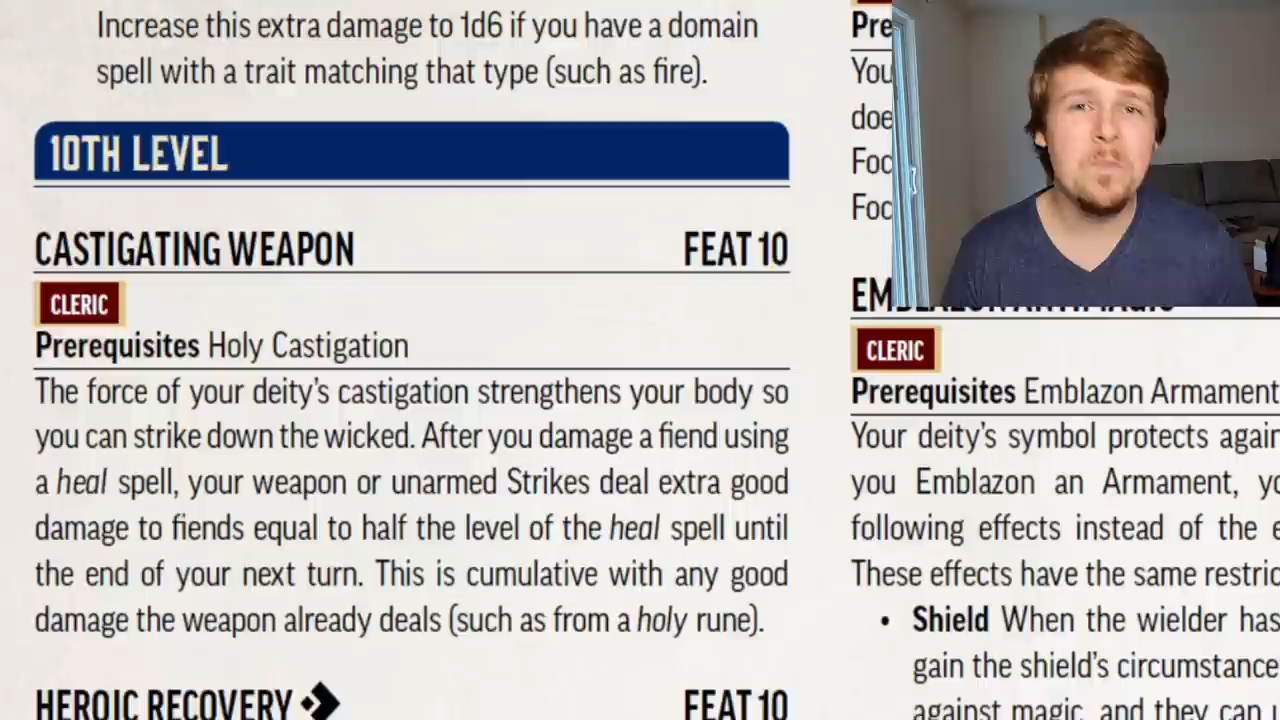 Increase this extra damage to 1d6 if you have a domain
spell with a trait matching that type (such as fire).
10TH LEVEL
CASTIGATING WEAPON FEAT 10
CLERIC
Prerequisites Holy Castigation
The force of your deity's castigation strengthens your body so
you can strike down the wicked. After you damage a fiend using
a heal spell, your weapon or unarmed Strikes deal extra good
damage to fiends equal to half the level of the heal spell until
the end of your next turn. This is cumulative with any good
damage the weapon already deals (such as from a holy rune).
HEROIC RECOVERY FEAT 10
Pre
You
doe
Foc
Foc
EM
CLERIC
Prerequisites Emblazon Armament
Your deity's symbol protects again
you Emblazon an Armament, yo
following effects instead of the e
These effects have the same restric
• Shield When the wielder has
gain the shield's circumstance
against magic, and they can u